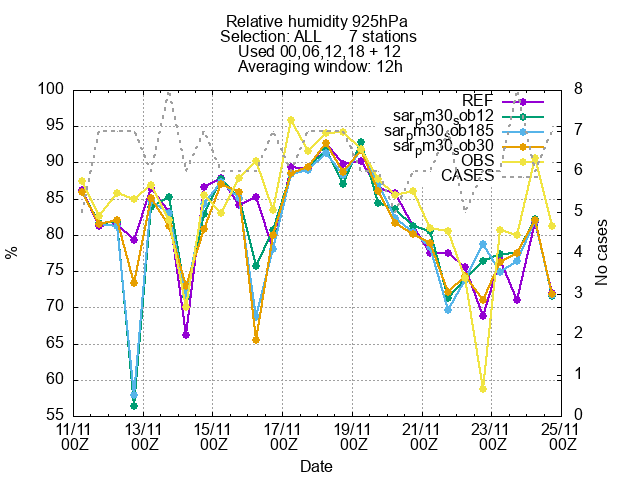 Relative humidity 925hPa
Selection: ALL 7 stations
Used 00,06,12,18 + 12
Averaging window: 12h
100 8
REF
sarpm30sob12
95 7
sarpm30sob185
sarpm30sob30
90 6
OBS
CASES
85 5
80 4
75 3
70
65 2
60 1
55 0
%
No cases
11/11 13/11 15/11 17/11 19/11 21/11 23/11 25/11
00Z 00Z 00Z 00Z 00Z 00Z 00Z 00Z
Date